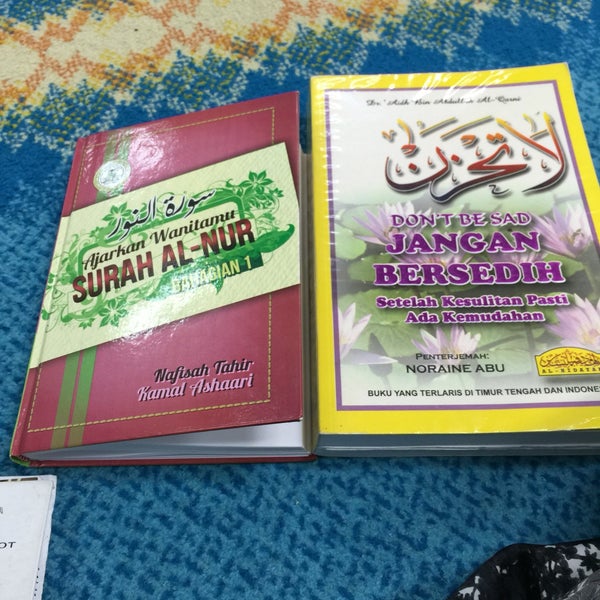 سورة النور
Ajarkan Wanitamu
SURAH AL-NUR
BAHAGIAN 1
Nafisah Tahir
Kamal Ashaari
Dr. 'Aidh Bin Abdullah Al-Qarni
لا تحزن
DON'T BE SAD
JANGAN
BERSEDIH
Setelah Kesulitan Pasti
Ada Kemudahan
PENTERJEMAH:
NORAINE ABU
AL-HIDAYAH
BUKU YANG TERLARIS DI TIMUR TENGAH DAN INDONES
OT